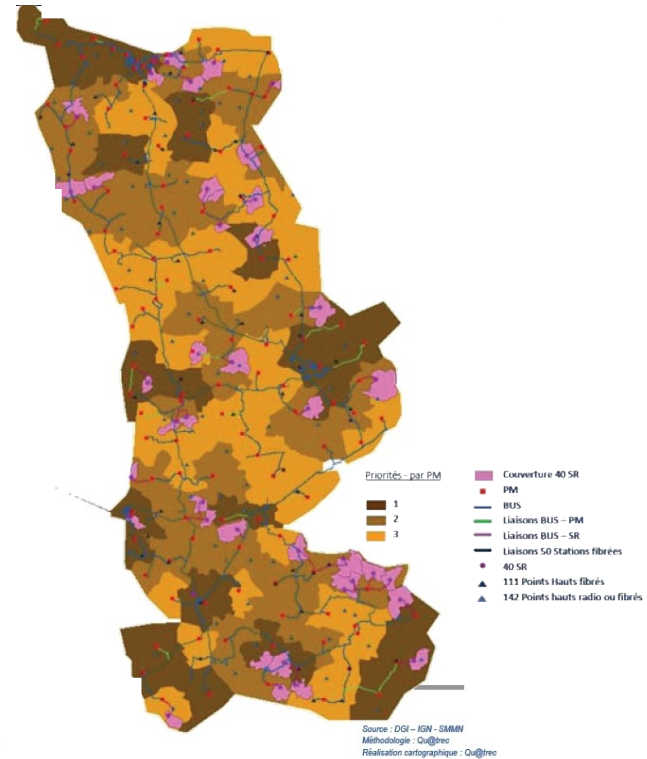 Priorités - par PM
1
2
3
Couverture 40 SR
PM
BUS
Liaisons BUS – PM
Liaisons BUS – SR
Liaisons 50 Stations fibrées
40 SR
111 Points Hauts fibrés
142 Points hauts radio ou fibrés
Source : DGI – IGN - SMMN
Méthodologie : Qu@trec
Réalisation cartographique : Qu@trec